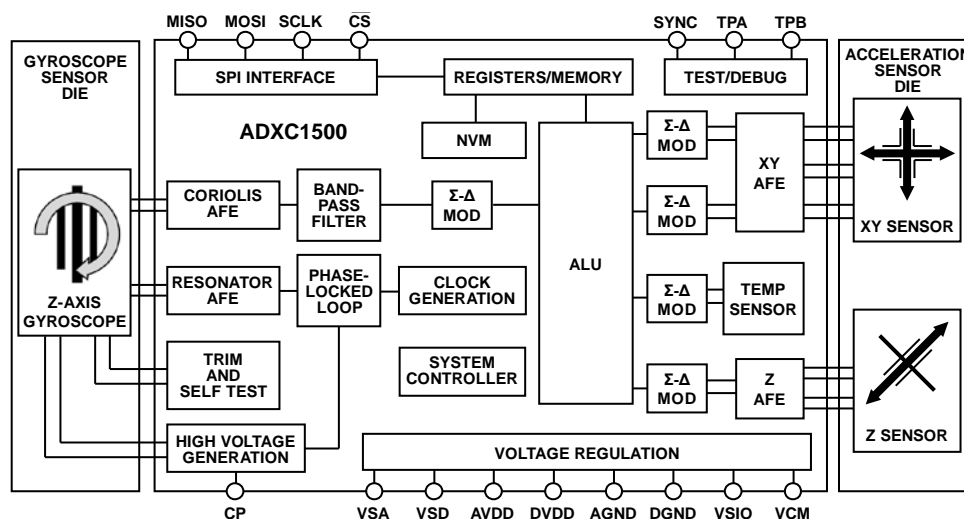 MISO MOSI SCLK CS SYNC TPA TPB
GYROSCOPE
SENSOR
DIE
SPI INTERFACE
REGISTERS/MEMORY
TEST/DEBUG
ACCELERATION
SENSOR
DIE
ADXC1500
NVM
Σ-Δ
MOD
XY
AFE
XY SENSOR
CORIOLIS
AFE
BAND-
PASS
FILTER
Σ-Δ
MOD
Σ-Δ
MOD
ALU
Z-AXIS
GYROSCOPE
RESONATOR
AFE
PHASE-
LOCKED
LOOP
CLOCK
GENERATION
Σ-Δ
MOD
TEMP
SENSOR
TRIM
AND
SELF TEST
SYSTEM
CONTROLLER
Σ-Δ
MOD
Z
AFE
Z SENSOR
HIGH VOLTAGE
GENERATION
VOLTAGE REGULATION
CP VSA VSD AVDD DVDD AGND DGND VSIO VCM